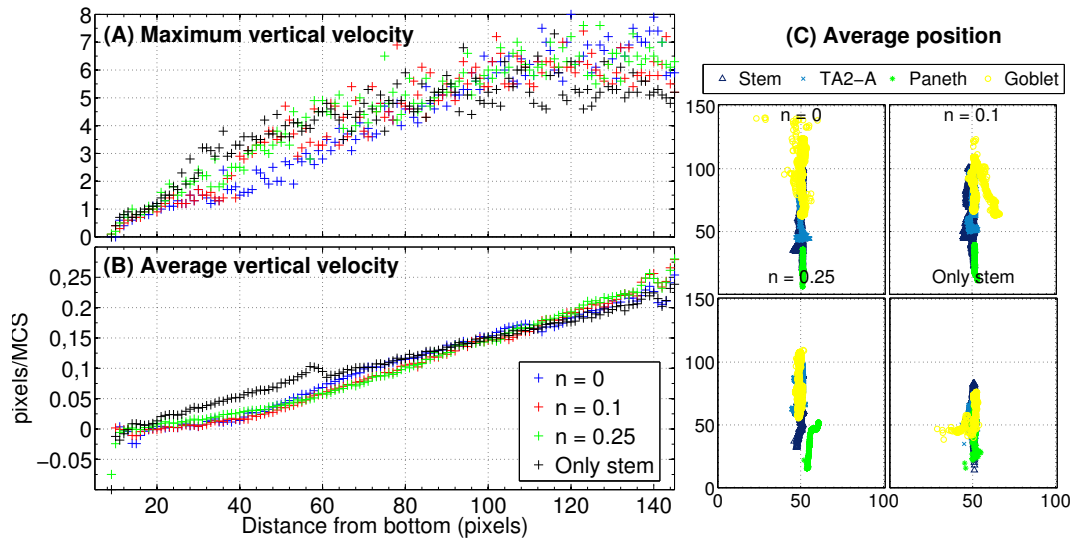 (A) Maximum vertical velocity
8
7
6
5
4
3
2
1
0
(B) Average vertical velocity
0,25
0,2
0,15
0,1
0.05
0
−0.05
pixels/MCS
n = 0
n = 0.1
n = 0.25
Only stem
20 40 60 80 100 120 140
Distance from bottom (pixels)
(C) Average position
Stem TA2−A Paneth Goblet
150
100
50
n = 0
n = 0.1
n = 0.25
Only stem
150
100
50
0
0 50 100
0 50 100